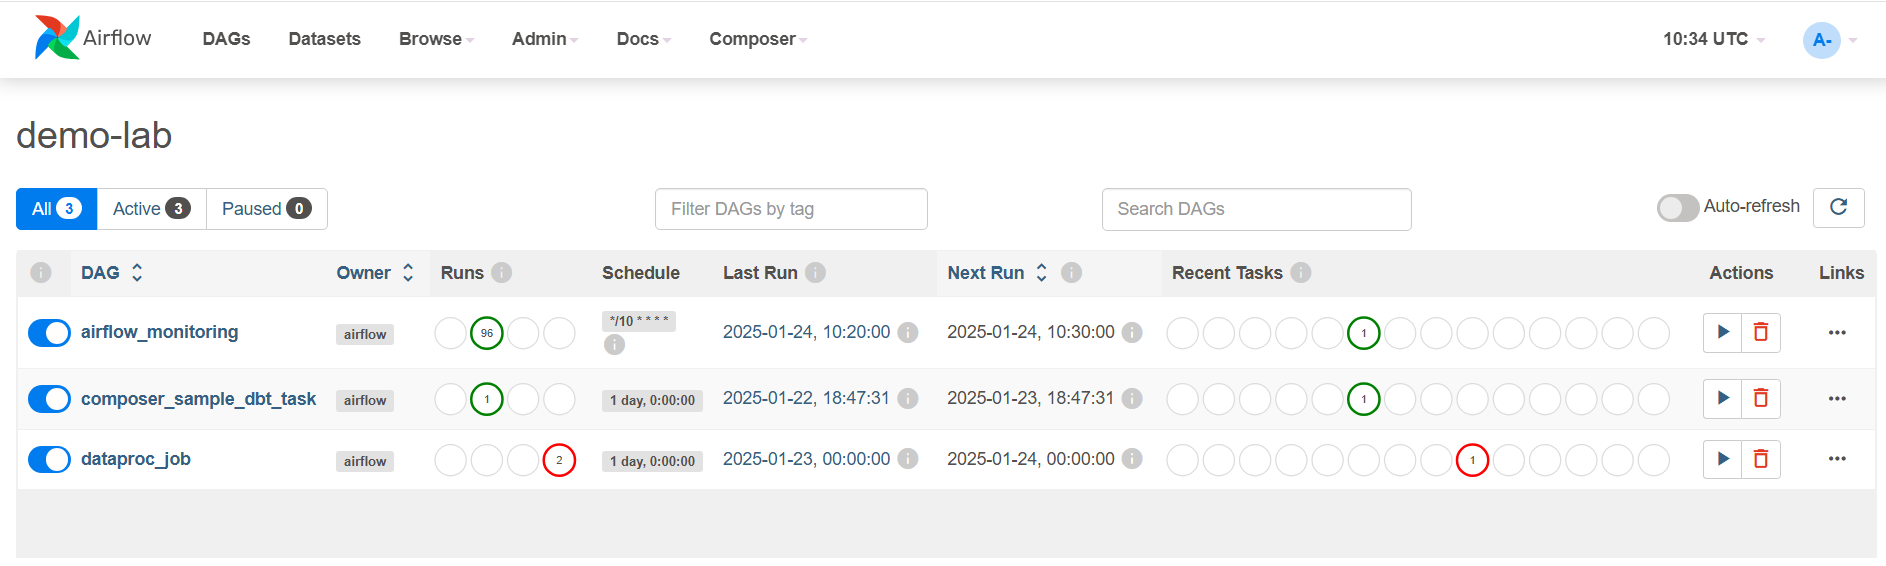 Airflow DAGs Datasets Browse Admin Docs Composer 10:34 UTC A-
demo-lab
All 3 Active 3 Paused 0 Filter DAGs by tag Search DAGs Auto-refresh
i DAG Owner Runs i Schedule Last Run i Next Run i Recent Tasks i Actions Links
airflow_monitoring airflow 96 */10 * * * * i 2025-01-24, 10:20:00 i 2025-01-24, 10:30:00 i 1 ...
composer_sample_dbt_task airflow 1 1 day, 0:00:00 2025-01-22, 18:47:31 i 2025-01-23, 18:47:31 i 1 ...
dataproc_job airflow 2 1 day, 0:00:00 2025-01-23, 00:00:00 i 2025-01-24, 00:00:00 i 1 ...